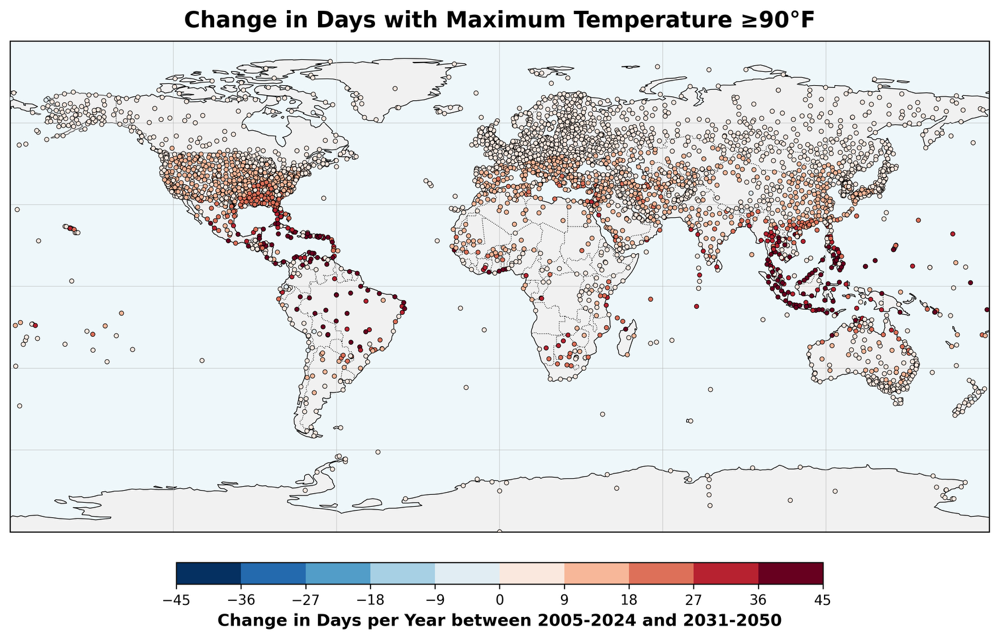 Change in Days with Maximum Temperature ≥90°F
−45 −36 −27 −18 −9 0 9 18 27 36 45
Change in Days per Year between 2005-2024 and 2031-2050